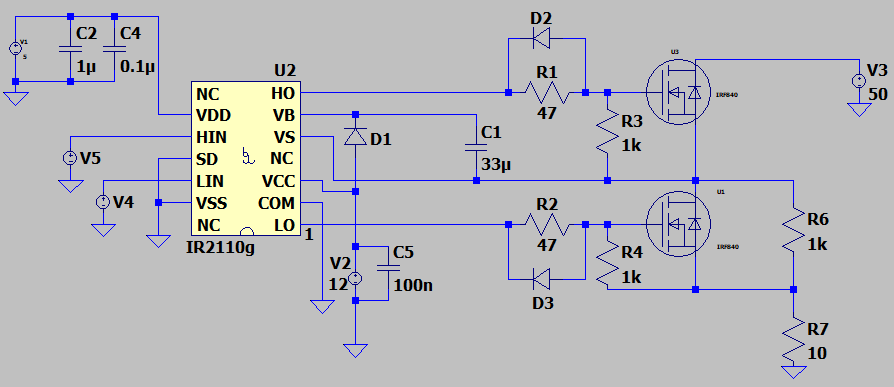 D2
C2
C4
V1
5
U3
1µ
0.1µ
U2
R1
V3
IRF840
50
NC
HO
47
VDD
VB
R3
HIN
VS
D1
C1
1k
V5
SD
NC
33µ
LIN
VCC
V4
U1
VSS
COM
R2
NC
LO
1
R6
IR2110g
47
IRF840
1k
V2
C5
R4
12
100n
1k
D3
R7
10